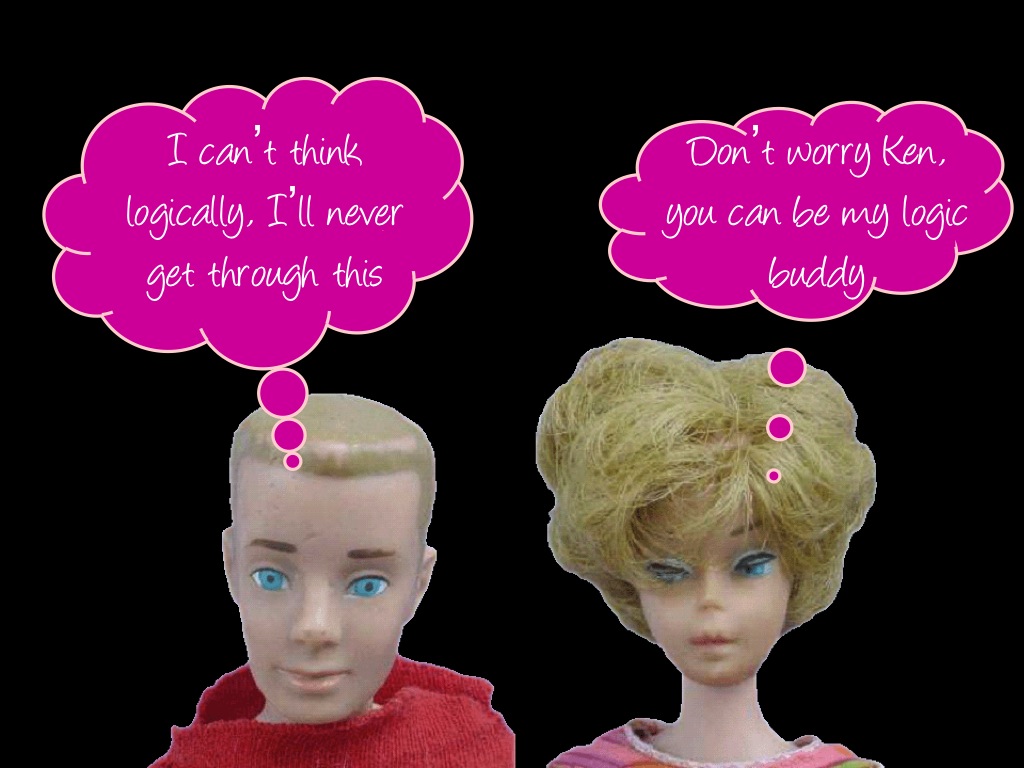 I can't think
logically, I'll never
get through this
Don't worry Ken,
you can be my logic
buddy